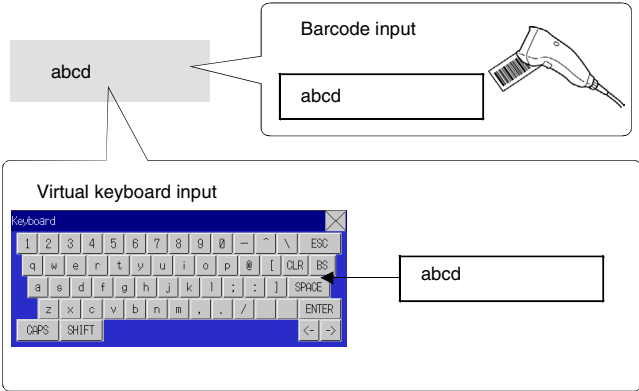 Barcode input
abcd
abcd
Virtual keyboard input
Keyboard
1 2 3 4 5 6 7 8 9 0 - ^ \ ESC
q w e r t y u i o p @ [ CLR BS
a s d f g h j k l ; : ] SPACE
abcd
z x c v b n m , . / ENTER
CAPS SHIFT <- ->